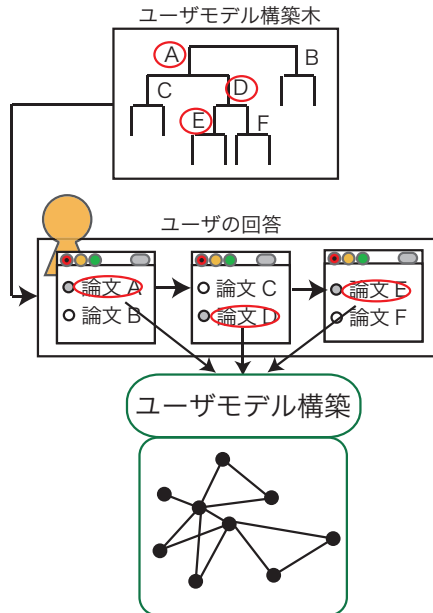 ユーザモデル構築木
A
B
C
D
E
F
ユーザの回答
論文 A
論文 B
論文 C
論文 D
論文 E
論文 F
ユーザモデル構築